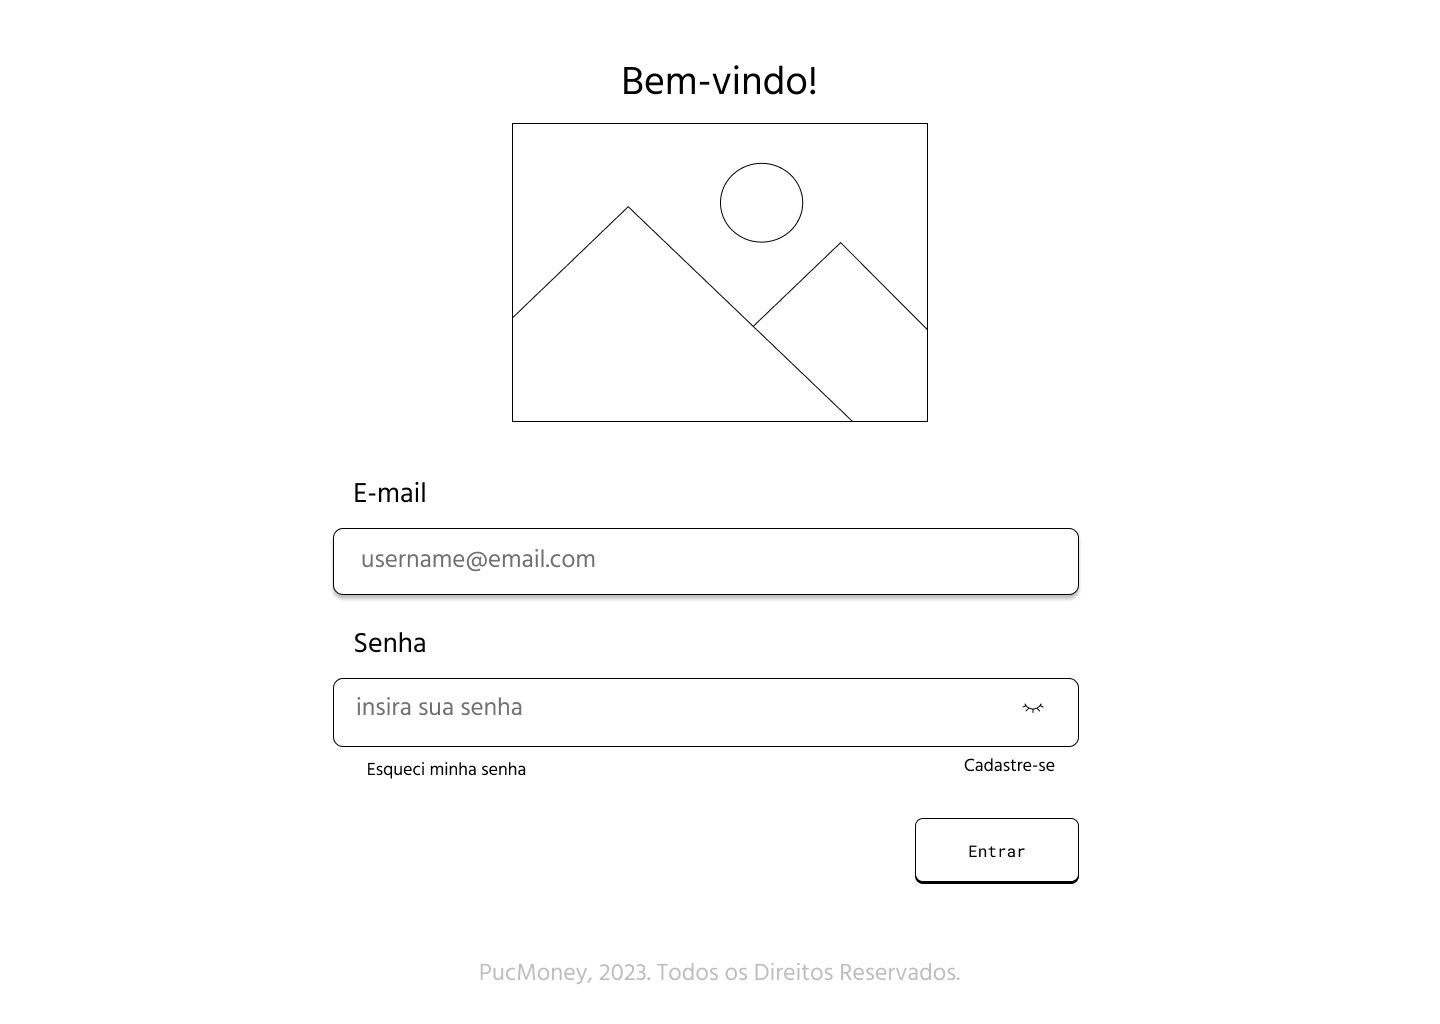 Bem-vindo!
E-mail
username@email.com
Senha
insira sua senha
Esqueci minha senha
Cadastre-se
Entrar
PucMoney, 2023. Todos os Direitos Reservados.